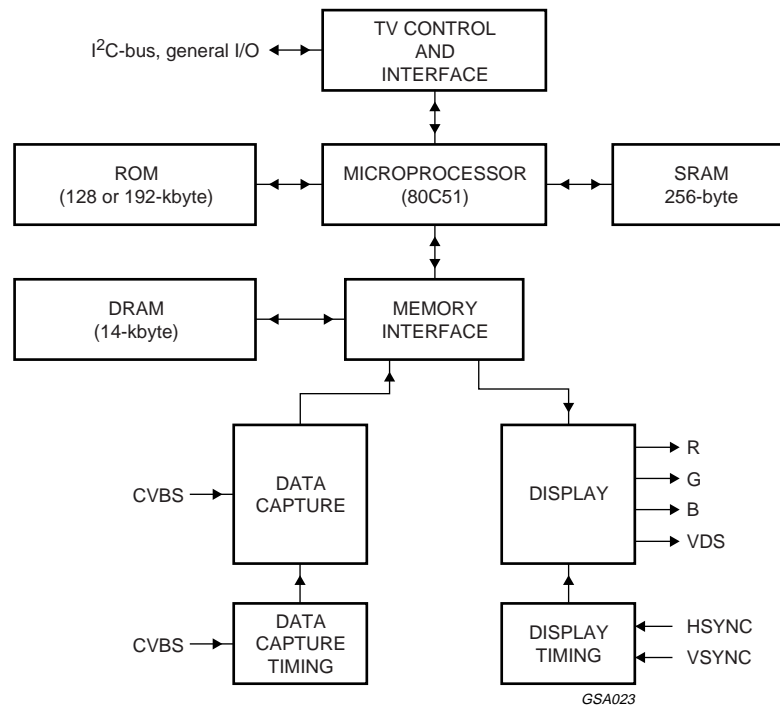 TV CONTROL
AND
INTERFACE
I²C-bus, general I/O
ROM
(128 or 192-kbyte)
MICROPROCESSOR
(80C51)
SRAM
256-byte
DRAM
(14-kbyte)
MEMORY
INTERFACE
CVBS
DATA
CAPTURE
DISPLAY
R
G
B
VDS
CVBS
DATA
CAPTURE
TIMING
DISPLAY
TIMING
HSYNC
VSYNC
GSA023